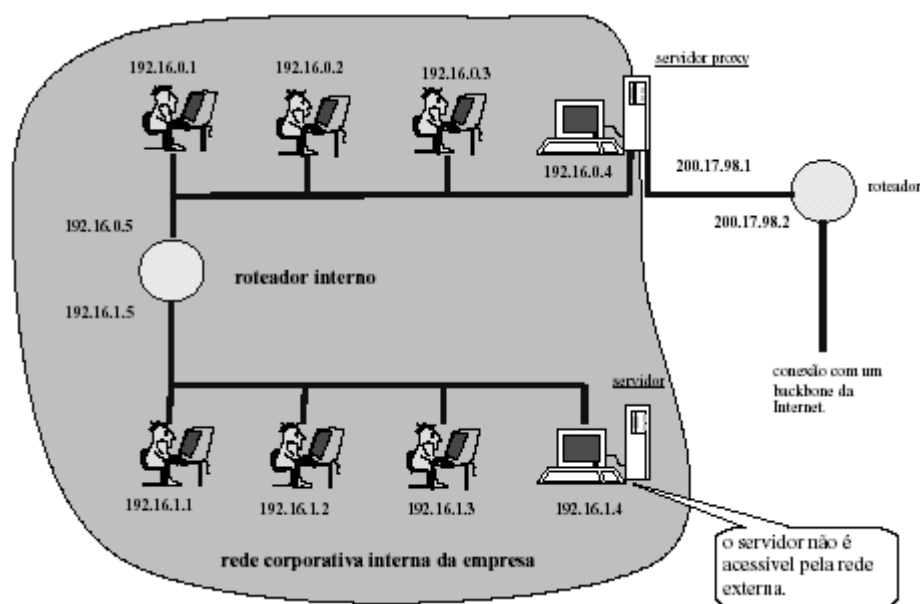 192.16.0.1
192.16.0.2
192.16.0.3
servidor proxy
192.16.0.4
200.17.98.1
roteador
200.17.98.2
192.16.0.5
roteador interno
192.16.1.5
conexão com um
backbone da
Internet.
servidor
192.16.1.1
192.16.1.2
192.16.1.3
192.16.1.4
rede corporativa interna da empresa
o servidor não é
acessível pela rede
externa.